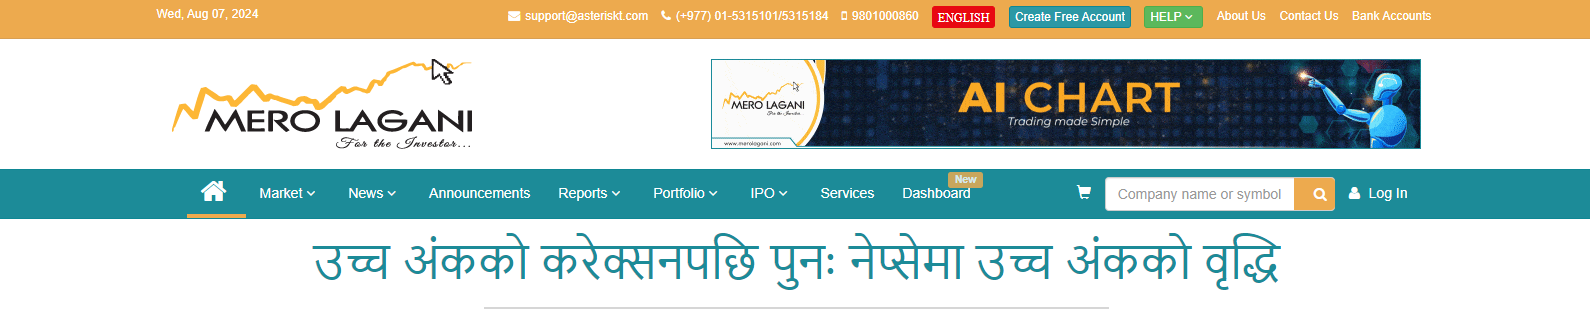 Wed, Aug 07, 2024 support@asteriskt.com (+977) 01-5315101/5315184 9801000860 ENGLISH Create Free Account HELP About Us Contact Us Bank Accounts
MERO LAGANI
For the Investor...
MERO LAGANI
For the Investor...
www.merolagani.com
AI CHART
Trading made Simple
New
Market News Announcements Reports Portfolio IPO Services Dashboard Company name or symbol Log In
उच्च अंकको करेक्सनपछि पुनः नेप्सेमा उच्च अंकको वृद्धि